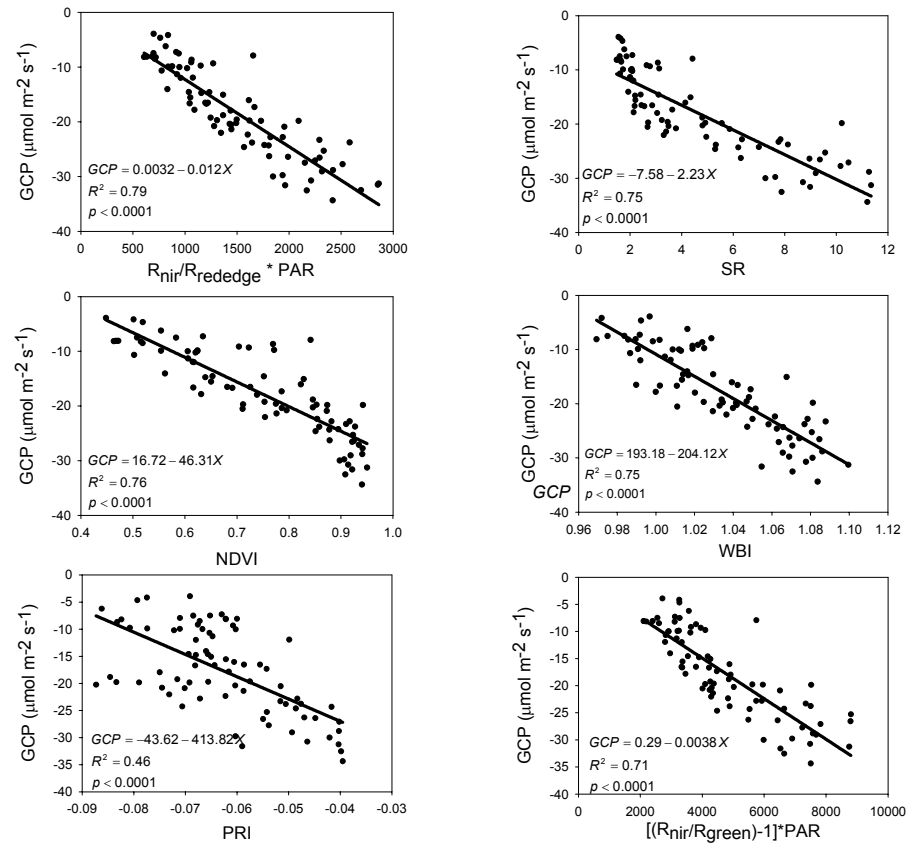 0
-10
-20
-30
-40
GCP (μmol m-2 s-1)
GCP = 0.0032 − 0.012X
R2 = 0.79
p < 0.0001
0 500 1000 1500 2000 2500 3000
Rnir/Rrededge * PAR
0
-10
-20
-30
-40
GCP (μmol m-2 s-1)
GCP = −7.58 − 2.23X
R2 = 0.75
p < 0.0001
0 2 4 6 8 10 12
SR
0
-10
-20
-30
-40
GCP (μmol m-2 s-1)
GCP = 16.72 − 46.31X
R2 = 0.76
p < 0.0001
0.4 0.5 0.6 0.7 0.8 0.9 1.0
NDVI
0
-10
-20
-30
-40
GCP (μmol m-2 s-1)
GCP = 193.18 − 204.12X
R2 = 0.75
GCP
p < 0.0001
0.96 0.98 1.00 1.02 1.04 1.06 1.08 1.10 1.12
WBI
0
-5
-10
-15
-20
-25
-30
-35
-40
GCP (μmol m-2 s-1)
GCP = −43.62 − 413.82X
R2 = 0.46
p < 0.0001
-0.09 -0.08 -0.07 -0.06 -0.05 -0.04 -0.03
PRI
0
-5
-10
-15
-20
-25
-30
-35
-40
GCP (μmol m-2 s-1)
GCP = 0.29 − 0.0038X
R2 = 0.71
p < 0.0001
0 2000 4000 6000 8000 10000
[(Rnir/Rgreen)-1]*PAR